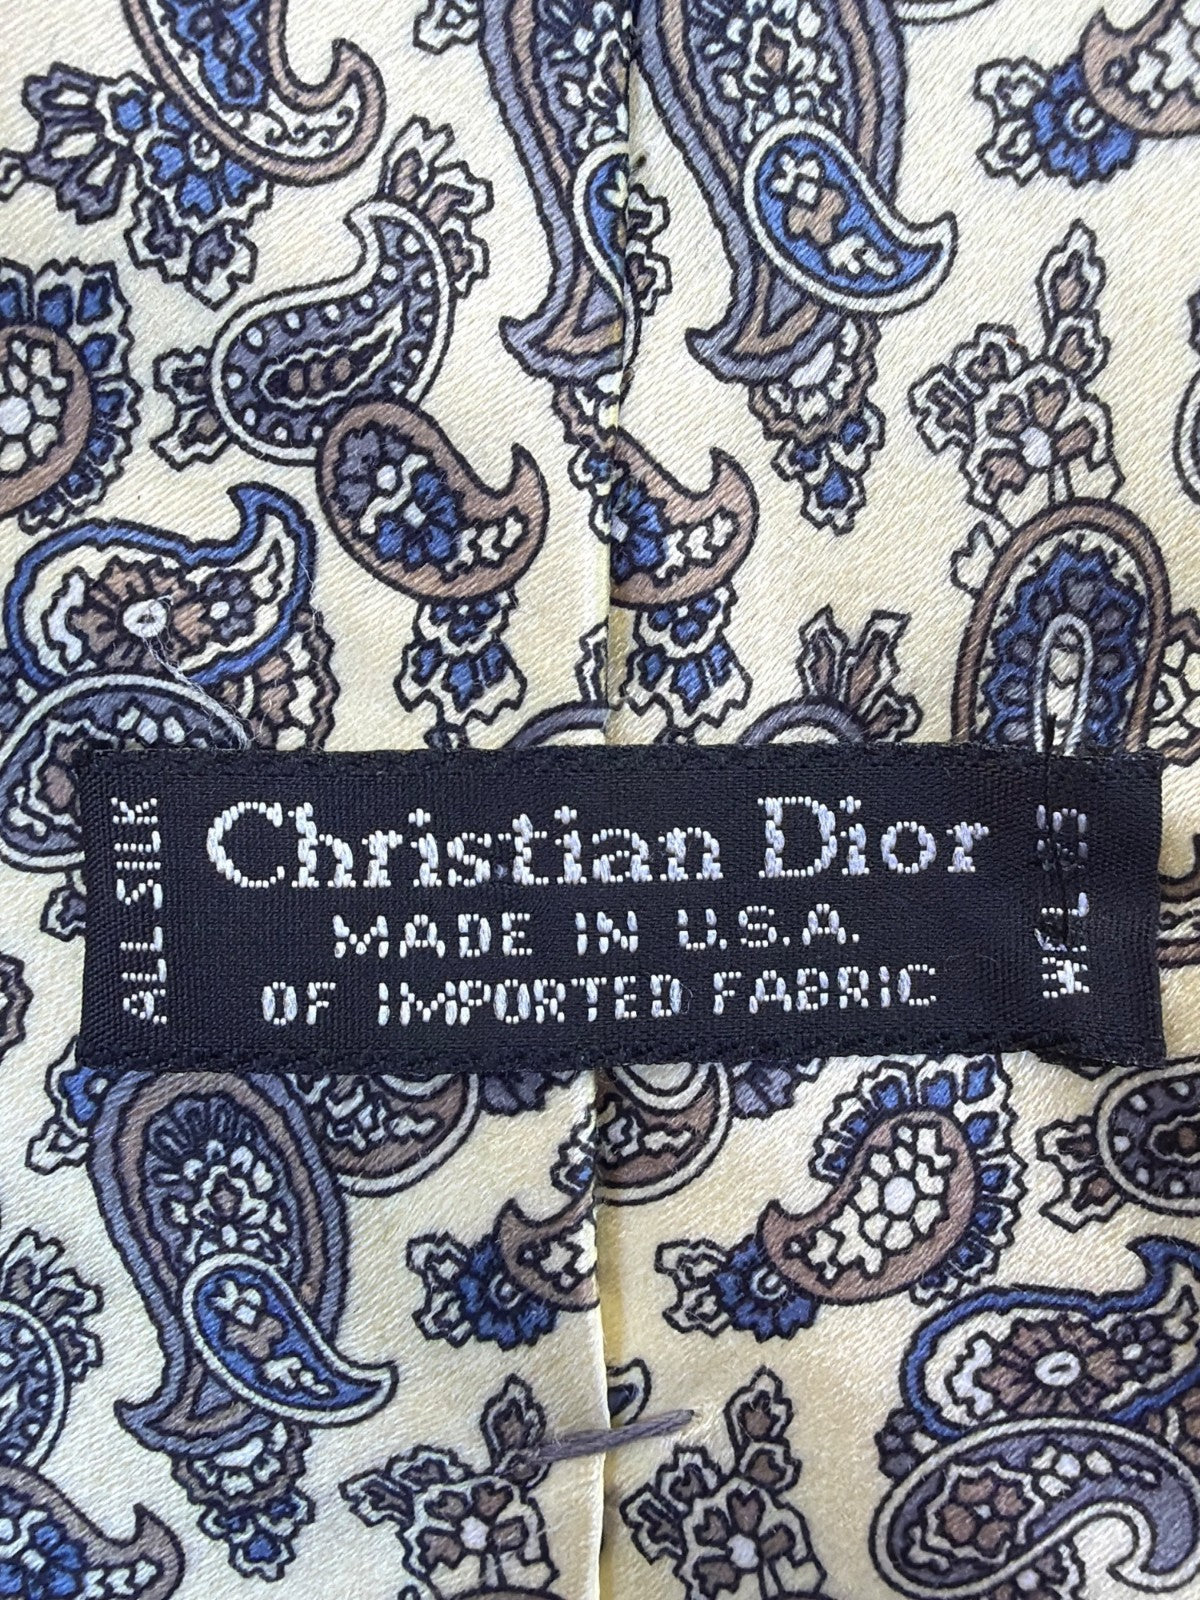 ALL SILK
Christian Dior
MADE IN U.S.A.
OF IMPORTED FABRIC